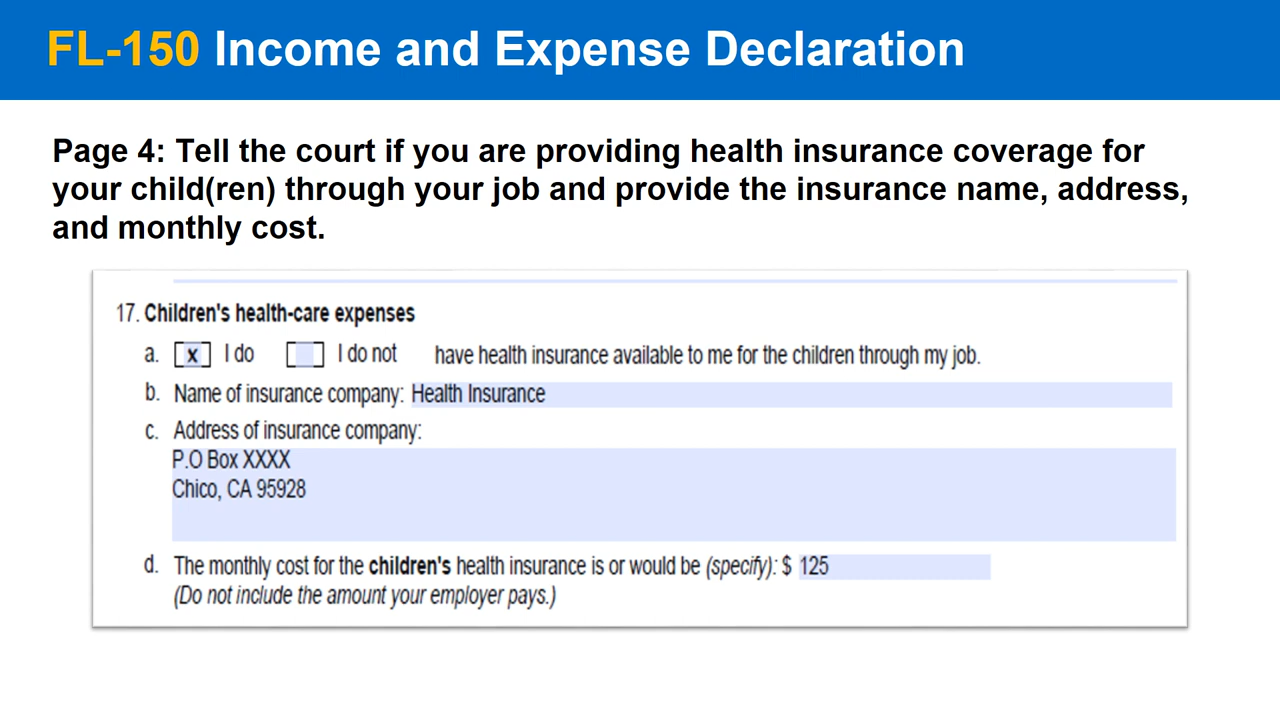 FL-150 Income and Expense Declaration
Page 4: Tell the court if you are providing health insurance coverage for
your child(ren) through your job and provide the insurance name, address,
and monthly cost.
17. Children's health-care expenses
a. [x] I do [ ] I do not have health insurance available to me for the children through my job.
b. Name of insurance company: Health Insurance
c. Address of insurance company:
P.O Box XXXX
Chico, CA 95928
d. The monthly cost for the children's health insurance is or would be (specify): $ 125
(Do not include the amount your employer pays.)